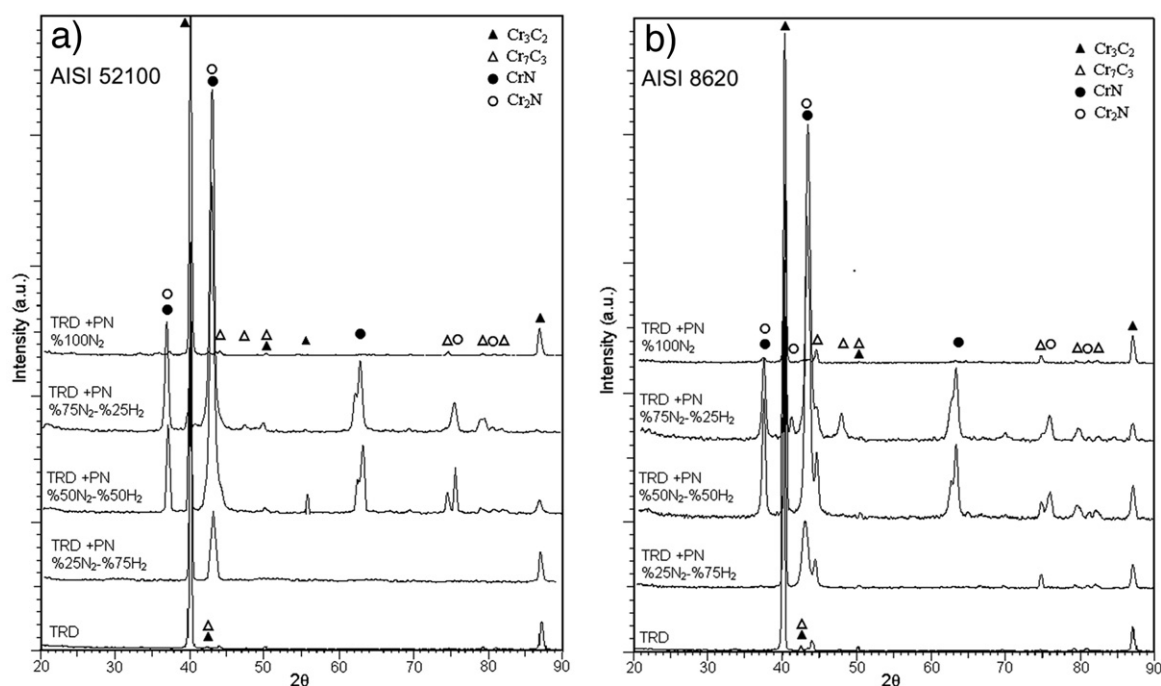 a)
AISI 52100
Cr₃C₂
Cr₇C₃
CrN
Cr₂N
Intensity (a.u.)
TRD +PN
%100N₂
TRD +PN
%75N₂-%25H₂
TRD +PN
%50N₂-%50H₂
TRD +PN
%25N₂-%75H₂
TRD
20 30 40 50 60 70 80 90
2θ
b)
AISI 8620
Cr₃C₂
Cr₇C₃
CrN
Cr₂N
Intensity (a.u.)
TRD +PN
%100N₂
TRD +PN
%75N₂-%25H₂
TRD +PN
%50N₂-%50H₂
TRD +PN
%25N₂-%75H₂
TRD
20 30 40 50 60 70 80 90
2θ